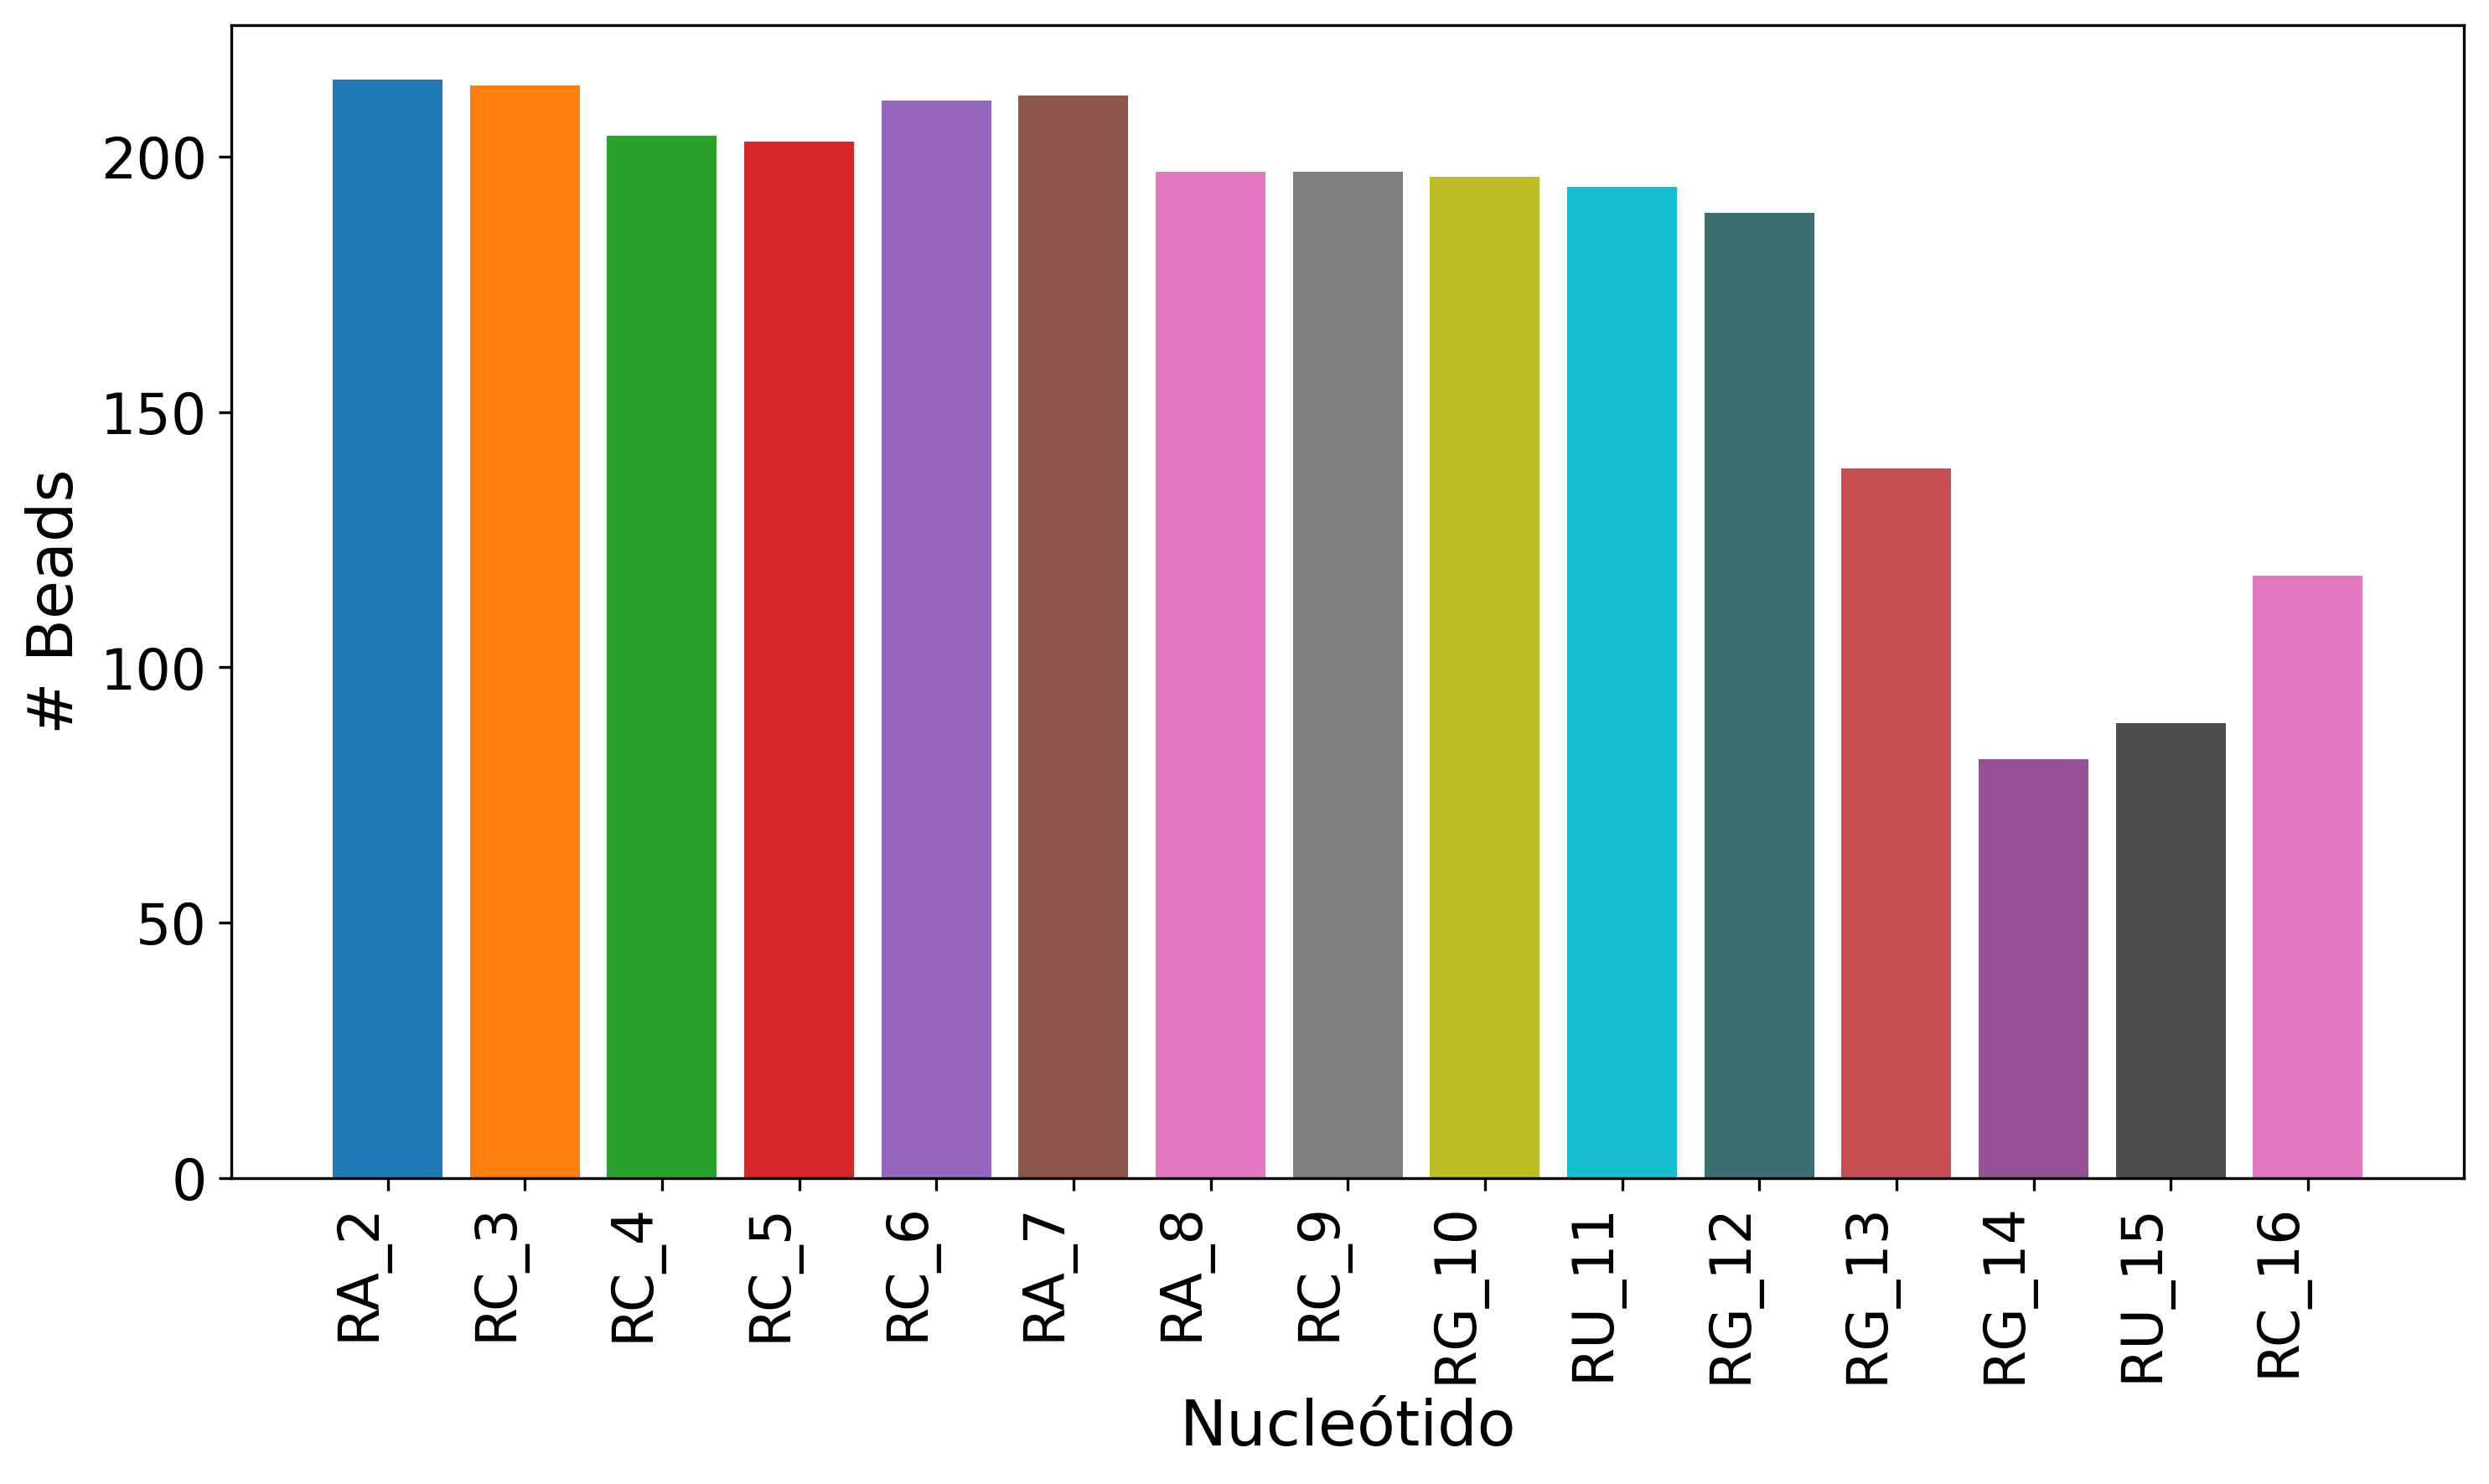 # Beads
200
150
100
50
0
RA_2
RC_3
RC_4
RC_5
RC_6
RA_7
RA_8
RC_9
RG_10
RU_11
RG_12
RG_13
RG_14
RU_15
RC_16
Nucleótido